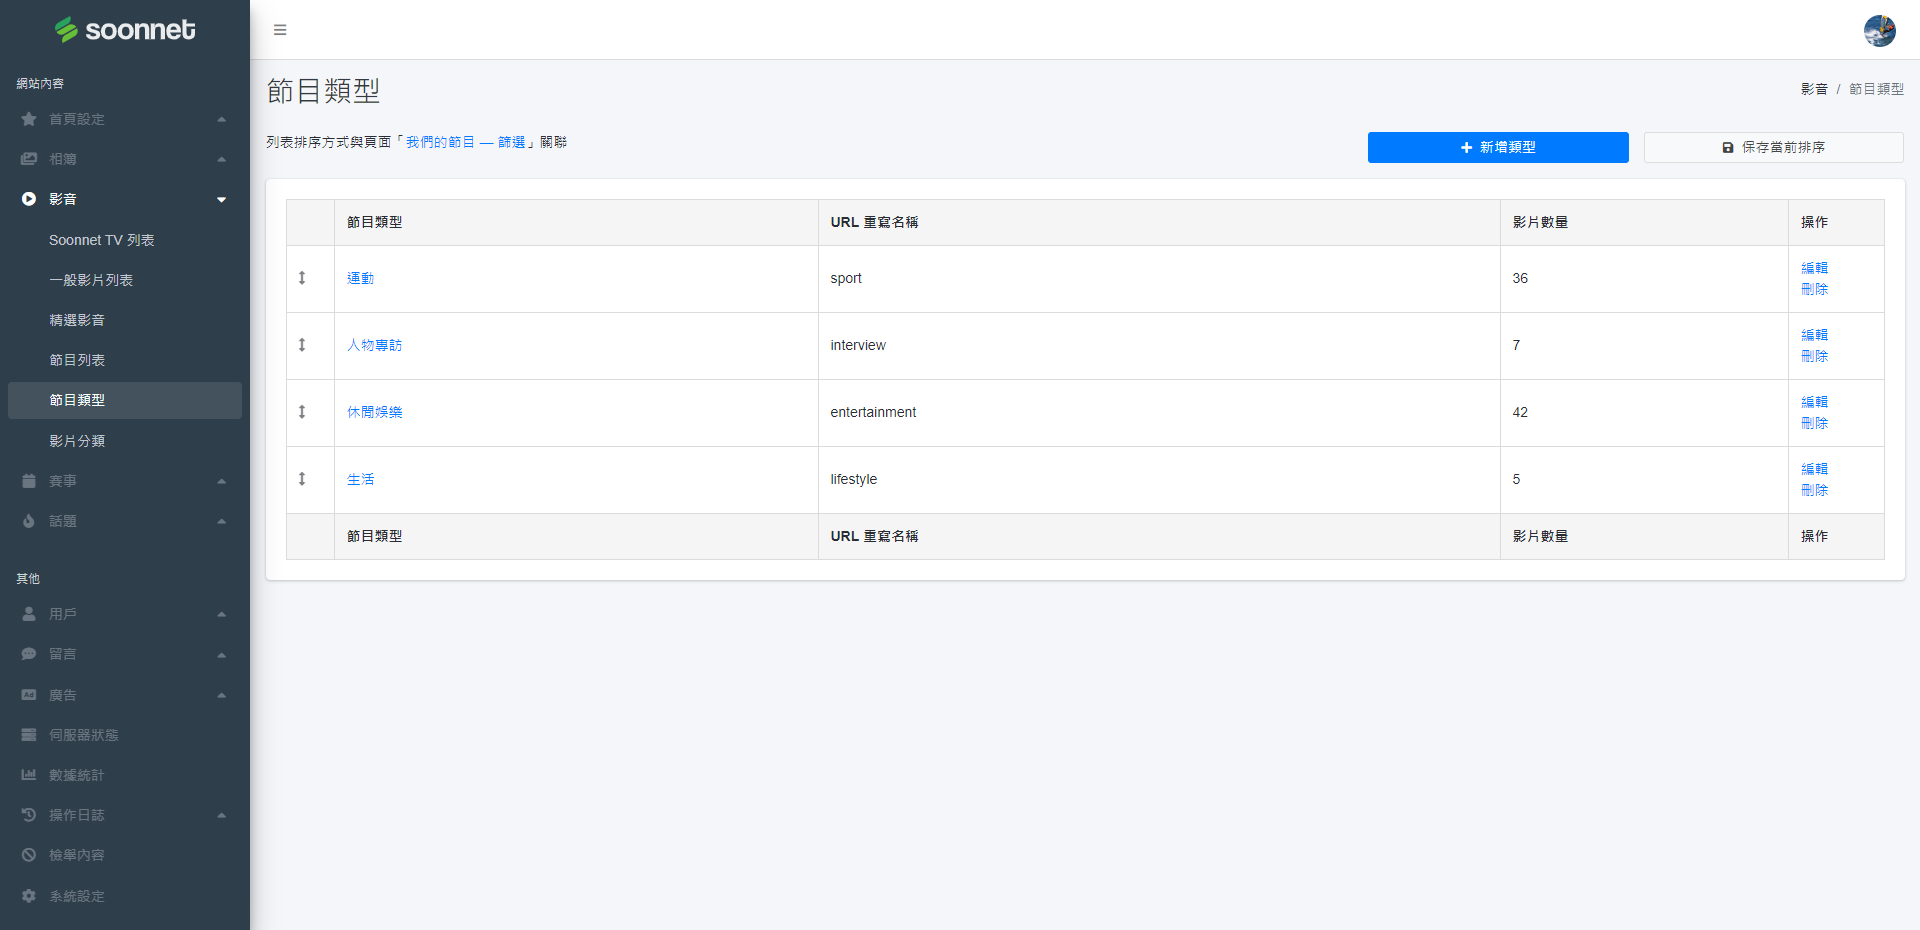 soonnet
網站內容
首頁設定
相簿
影音
Soonnet TV 列表
一般影片列表
精選影音
節目列表
節目類型
影片分類
賽事
話題
其他
用戶
留言
Ad 廣告
伺服器狀態
數據統計
操作日誌
檢舉內容
系統設定
節目類型
影音 / 節目類型
列表排序方式與頁面「我們的節目 — 篩選」關聯
新增類型
保存當前排序
節目類型 URL 重寫名稱 影片數量 操作
運動 sport 36 編輯
刪除
人物專訪 interview 7 編輯
刪除
休閒娛樂 entertainment 42 編輯
刪除
生活 lifestyle 5 編輯
刪除
節目類型 URL 重寫名稱 影片數量 操作